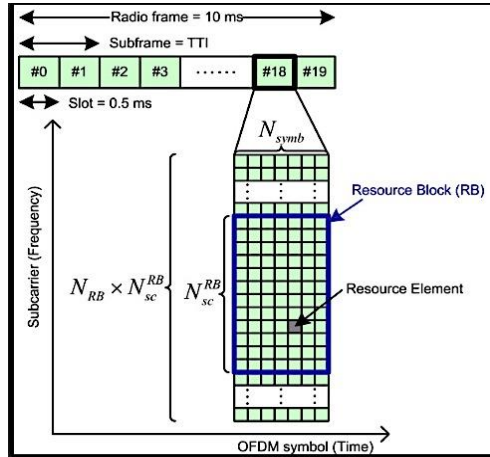 Radio frame = 10 ms
Subframe = TTI
#0 #1 #2 #3 ...... #18 #19
Slot = 0.5 ms
N_symb
Resource Block (RB)
Subcarrier (Frequency)
N_RB × N_sc^RB
N_sc^RB
Resource Element
OFDM symbol (Time)